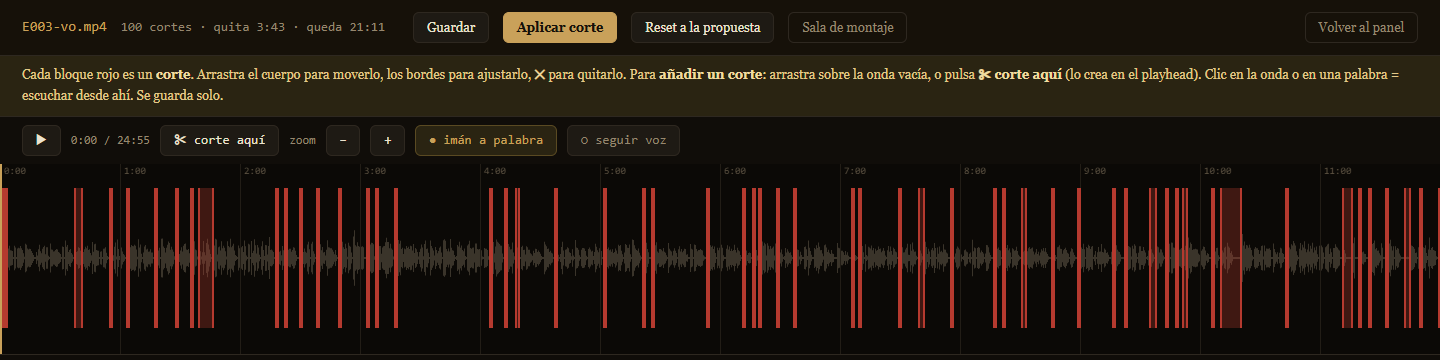 E003-vo.mp4 100 cortes · quita 3:43 · queda 21:11 Guardar Aplicar corte Reset a la propuesta Sala de montaje Volver al panel
Cada bloque rojo es un corte. Arrastra el cuerpo para moverlo, los bordes para ajustarlo, ✕ para quitarlo. Para añadir un corte: arrastra sobre la onda vacía, o pulsa ✂ corte aquí (lo crea en el playhead). Clic en la onda o en una palabra =
escuchar desde ahí. Se guarda solo.
▶ 0:00 / 24:55 ✂ corte aquí zoom − + ● imán a palabra ○ seguir voz
0:00 1:00 2:00 3:00 4:00 5:00 6:00 7:00 8:00 9:00 10:00 11:00